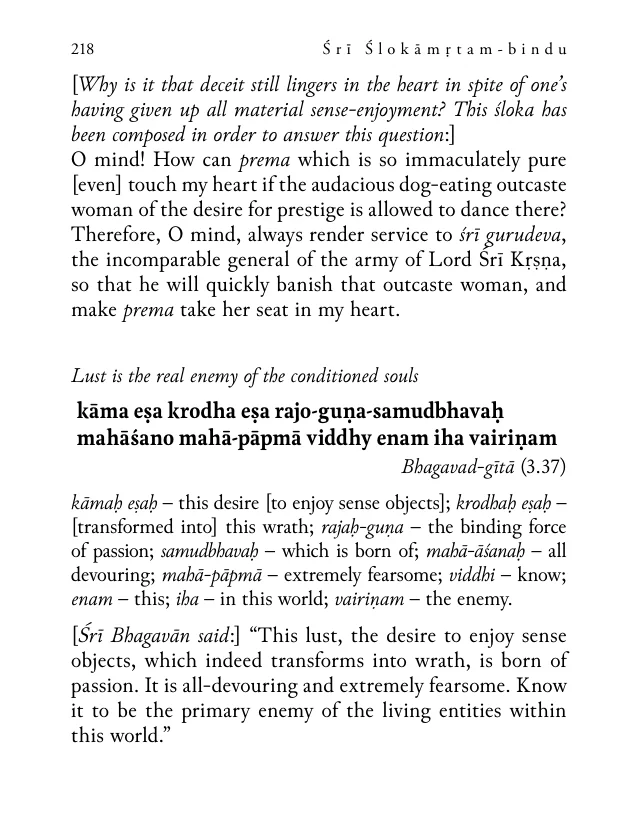 218 Śrī Ślokāmṛtam-bindu
[Why is it that deceit still lingers in the heart in spite of one's
having given up all material sense-enjoyment? This śloka has
been composed in order to answer this question:]
O mind! How can prema which is so immaculately pure
[even] touch my heart if the audacious dog-eating outcaste
woman of the desire for prestige is allowed to dance there?
Therefore, O mind, always render service to śrī gurudeva,
the incomparable general of the army of Lord Śrī Kṛṣṇa,
so that he will quickly banish that outcaste woman, and
make prema take her seat in my heart.
Lust is the real enemy of the conditioned souls
kāma eṣa krodha eṣa rajo-guṇa-samudbhavaḥ
mahāśano mahā-pāpmā viddhy enam iha vairiṇam
Bhagavad-gītā (3.37)
kāmaḥ eṣaḥ – this desire [to enjoy sense objects]; krodhaḥ eṣaḥ –
[transformed into] this wrath; rajaḥ-guṇa – the binding force
of passion; samudbhavaḥ – which is born of; mahā-āśanaḥ – all
devouring; mahā-pāpmā – extremely fearsome; viddhi – know;
enam – this; iha – in this world; vairiṇam – the enemy.
[Śrī Bhagavān said:] “This lust, the desire to enjoy sense
objects, which indeed transforms into wrath, is born of
passion. It is all-devouring and extremely fearsome. Know
it to be the primary enemy of the living entities within
this world.”